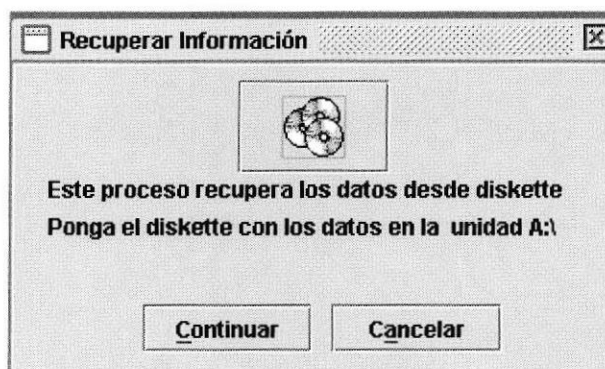 Recuperar Información
Este proceso recupera los datos desde diskette
Ponga el diskette con los datos en la unidad A:\
Continuar
Cancelar